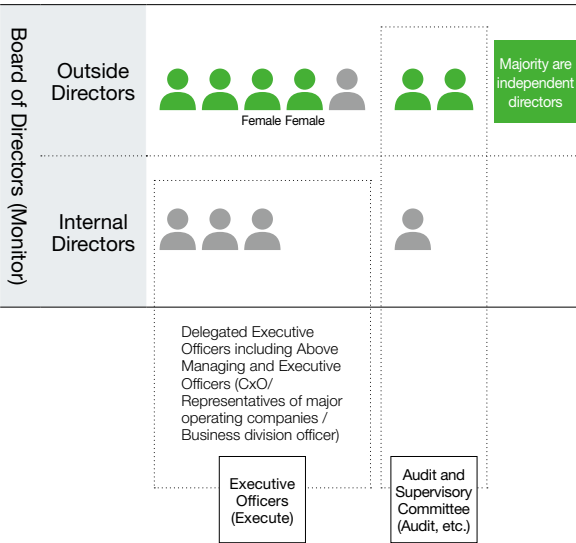 Board of Directors (Monitor)
Outside
Directors
Female Female
Majority are
independent
directors
Internal
Directors
Delegated Executive
Officers including Above
Managing and Executive
Officers (CxO/
Representatives of major
operating companies /
Business division officer)
Executive
Officers
(Execute)
Audit and
Supervisory
Committee
(Audit, etc.)